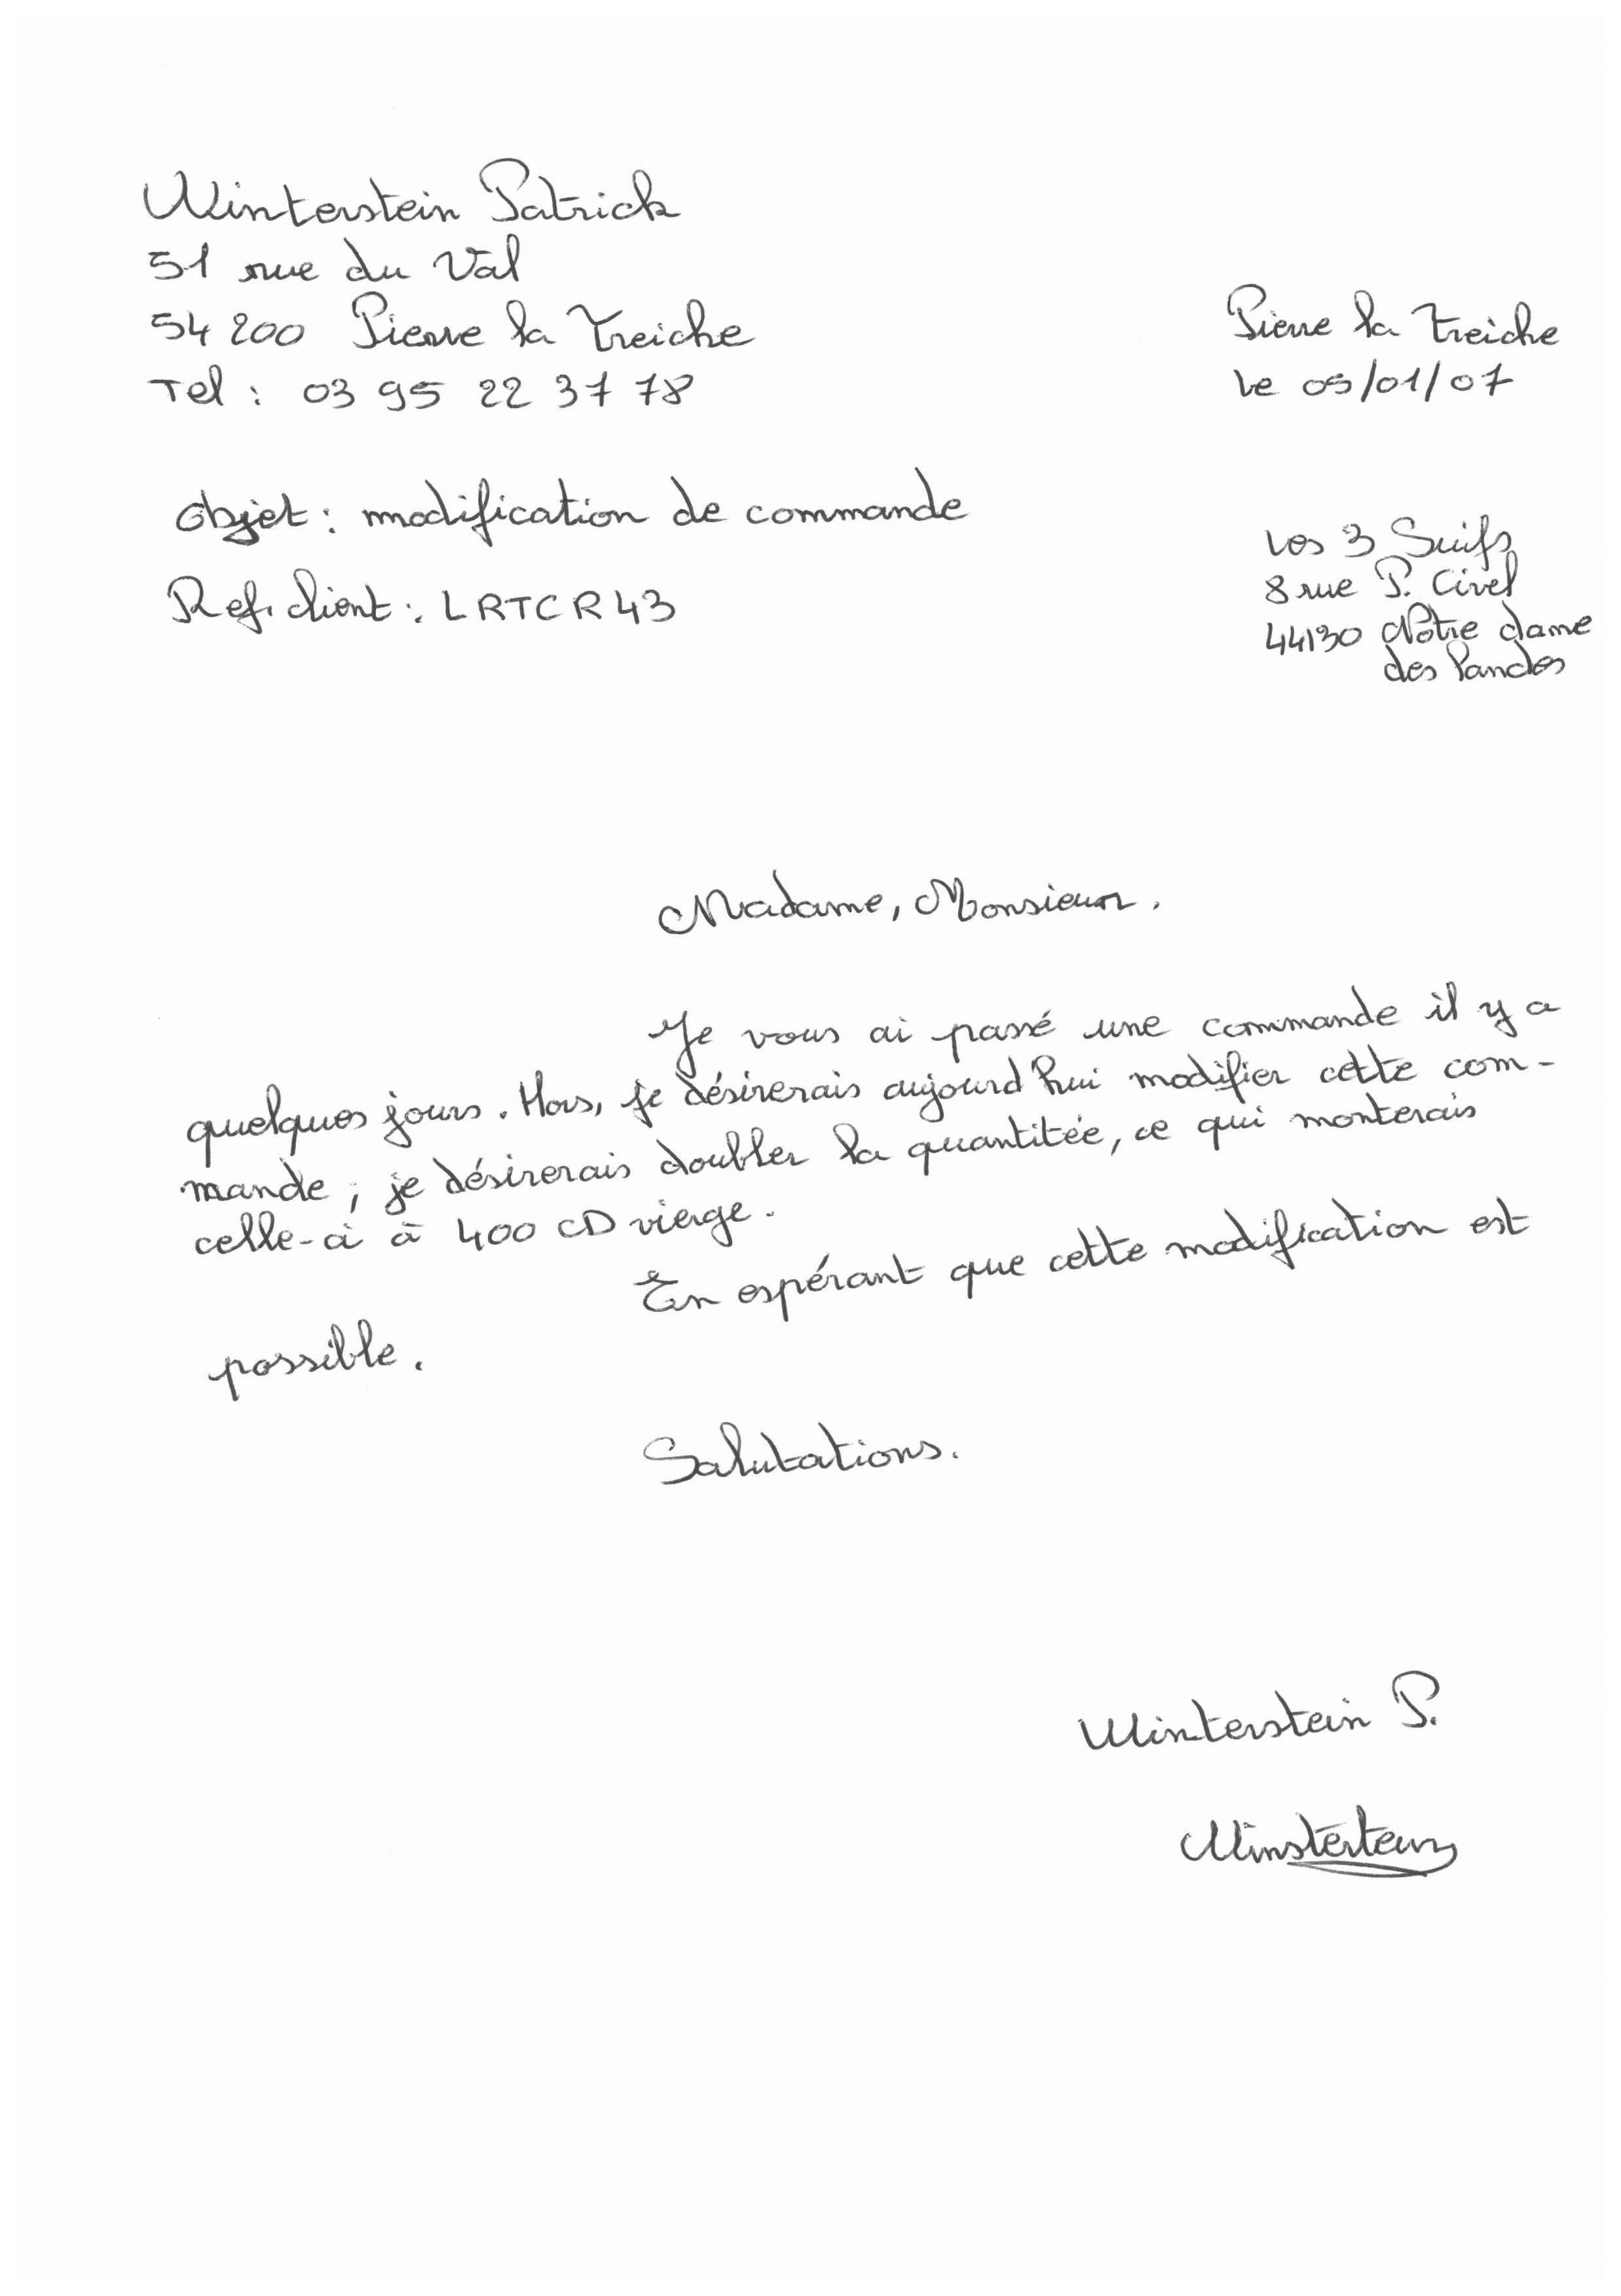 Winterstein Patrick
51 rue du Val
54 200 Pierre la Treiche
Tel : 03 95 22 37 78
Pierre la Treiche
le 05/01/07
Objet : modification de commande
Ref. client : LRTCR43
Les 3 Suifs
8 rue P. Civel
44130 Notre dame
des landes
Madame, Monsieur.
Je vous ai passé une commande il y a
quelques jours. Hors, je désirerais aujourd'hui modifier cette com-
mande ; je désirerais doubler la quantitée, ce qui monterais
celle-ci à 400 CD vierge.
En espérant que cette modification est
possible.
Salutations.
Winterstein P.